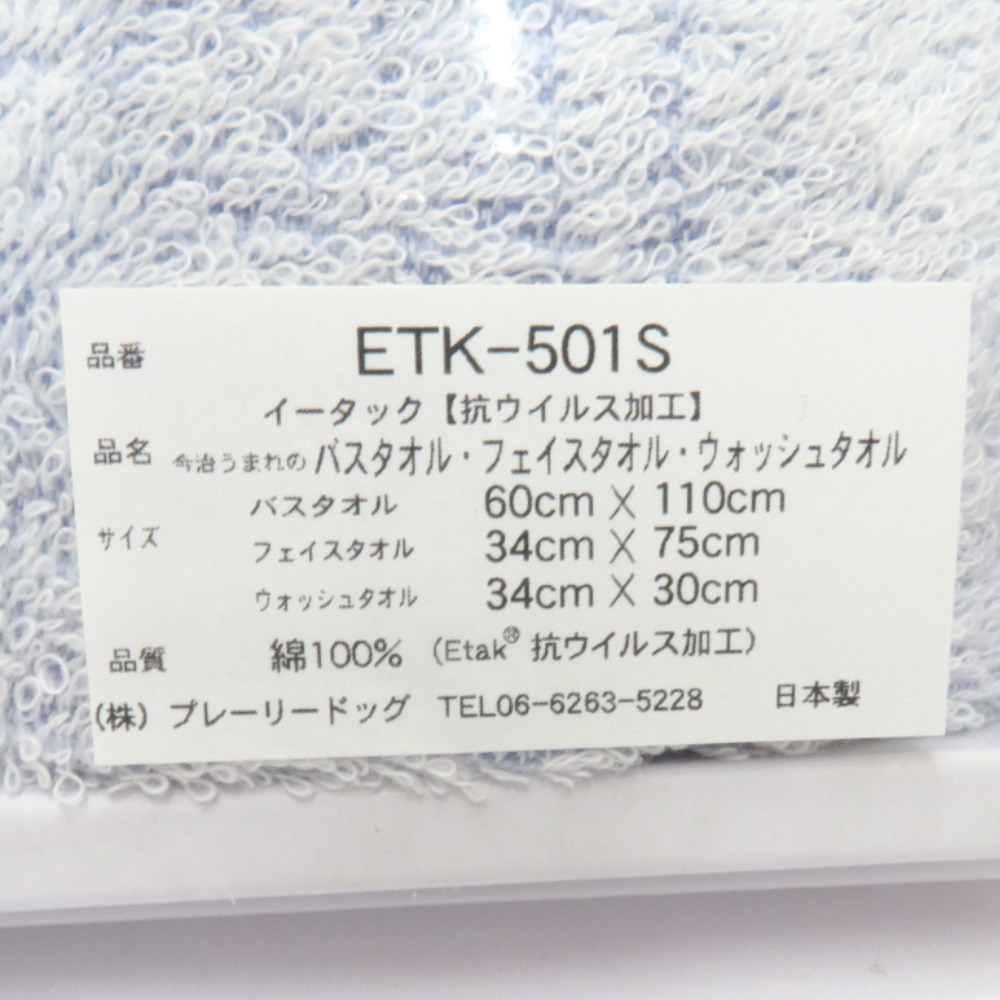 品番 ETK-501S
イータック【抗ウイルス加工】
品名 今治うまれのバスタオル・フェイスタオル・ウォッシュタオル
バスタオル 60cm×110cm
サイズ フェイスタオル 34cm×75cm
ウォッシュタオル 34cm×30cm
品質 綿100% (Etak® 抗ウイルス加工)
(株) プレーリードッグ TEL06-6263-5228 日本製